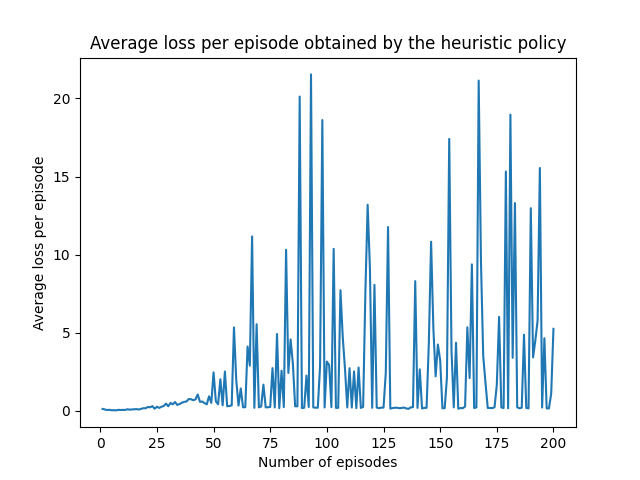 Average loss per episode obtained by the heuristic policy
20
15
10
5
0
Average loss per episode
0 25 50 75 100 125 150 175 200
Number of episodes